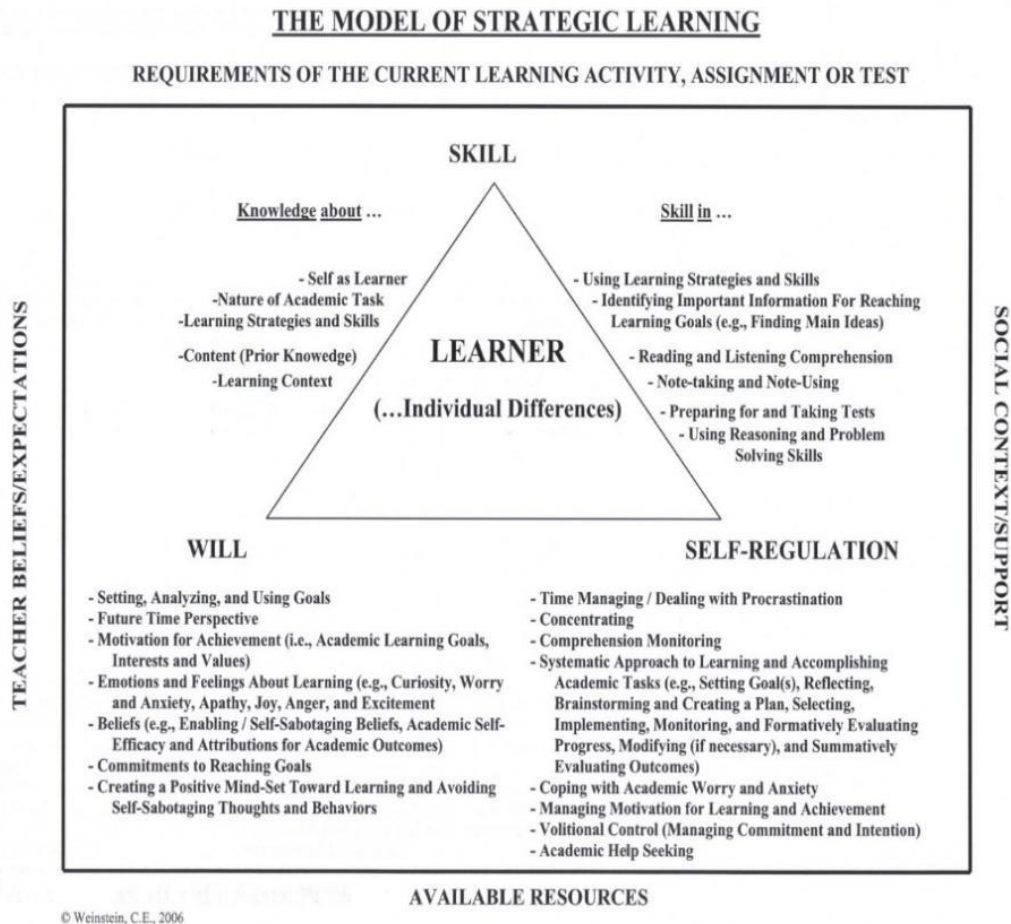 THE MODEL OF STRATEGIC LEARNING
REQUIREMENTS OF THE CURRENT LEARNING ACTIVITY, ASSIGNMENT OR TEST
SKILL
Knowledge about ...
- Self as Learner
-Nature of Academic Task
-Learning Strategies and Skills
-Content (Prior Knowedge)
-Learning Context
Skill in ...
- Using Learning Strategies and Skills
- Identifying Important Information For Reaching
Learning Goals (e.g., Finding Main Ideas)
- Reading and Listening Comprehension
- Note-taking and Note-Using
- Preparing for and Taking Tests
- Using Reasoning and Problem
Solving Skills
LEARNER
(...Individual Differences)
TEACHER BELIEFS/EXPECTATIONS
SOCIAL CONTEXT/SUPPORT
WILL
- Setting, Analyzing, and Using Goals
- Future Time Perspective
- Motivation for Achievement (i.e., Academic Learning Goals,
Interests and Values)
- Emotions and Feelings About Learning (e.g., Curiosity, Worry
and Anxiety, Apathy, Joy, Anger, and Excitement
- Beliefs (e.g., Enabling / Self-Sabotaging Beliefs, Academic Self-
Efficacy and Attributions for Academic Outcomes)
- Commitments to Reaching Goals
- Creating a Positive Mind-Set Toward Learning and Avoiding
Self-Sabotaging Thoughts and Behaviors
SELF-REGULATION
- Time Managing / Dealing with Procrastination
- Concentrating
- Comprehension Monitoring
- Systematic Approach to Learning and Accomplishing
Academic Tasks (e.g., Setting Goal(s), Reflecting,
Brainstorming and Creating a Plan, Selecting,
Implementing, Monitoring, and Formatively Evaluating
Progress, Modifying (if necessary), and Summatively
Evaluating Outcomes)
- Coping with Academic Worry and Anxiety
- Managing Motivation for Learning and Achievement
- Volitional Control (Managing Commitment and Intention)
- Academic Help Seeking
AVAILABLE RESOURCES
© Weinstein, C.E., 2006